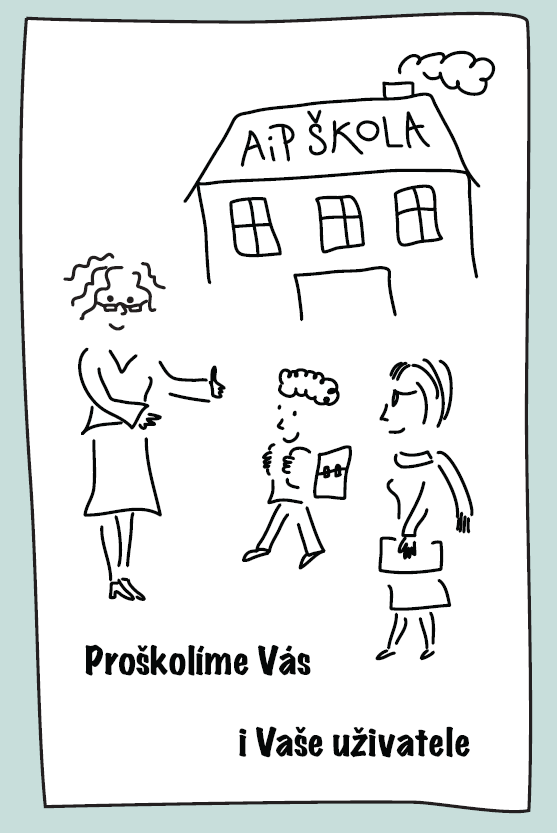 AiP ŠKOLA
Proškolíme Vás
i Vaše uživatele